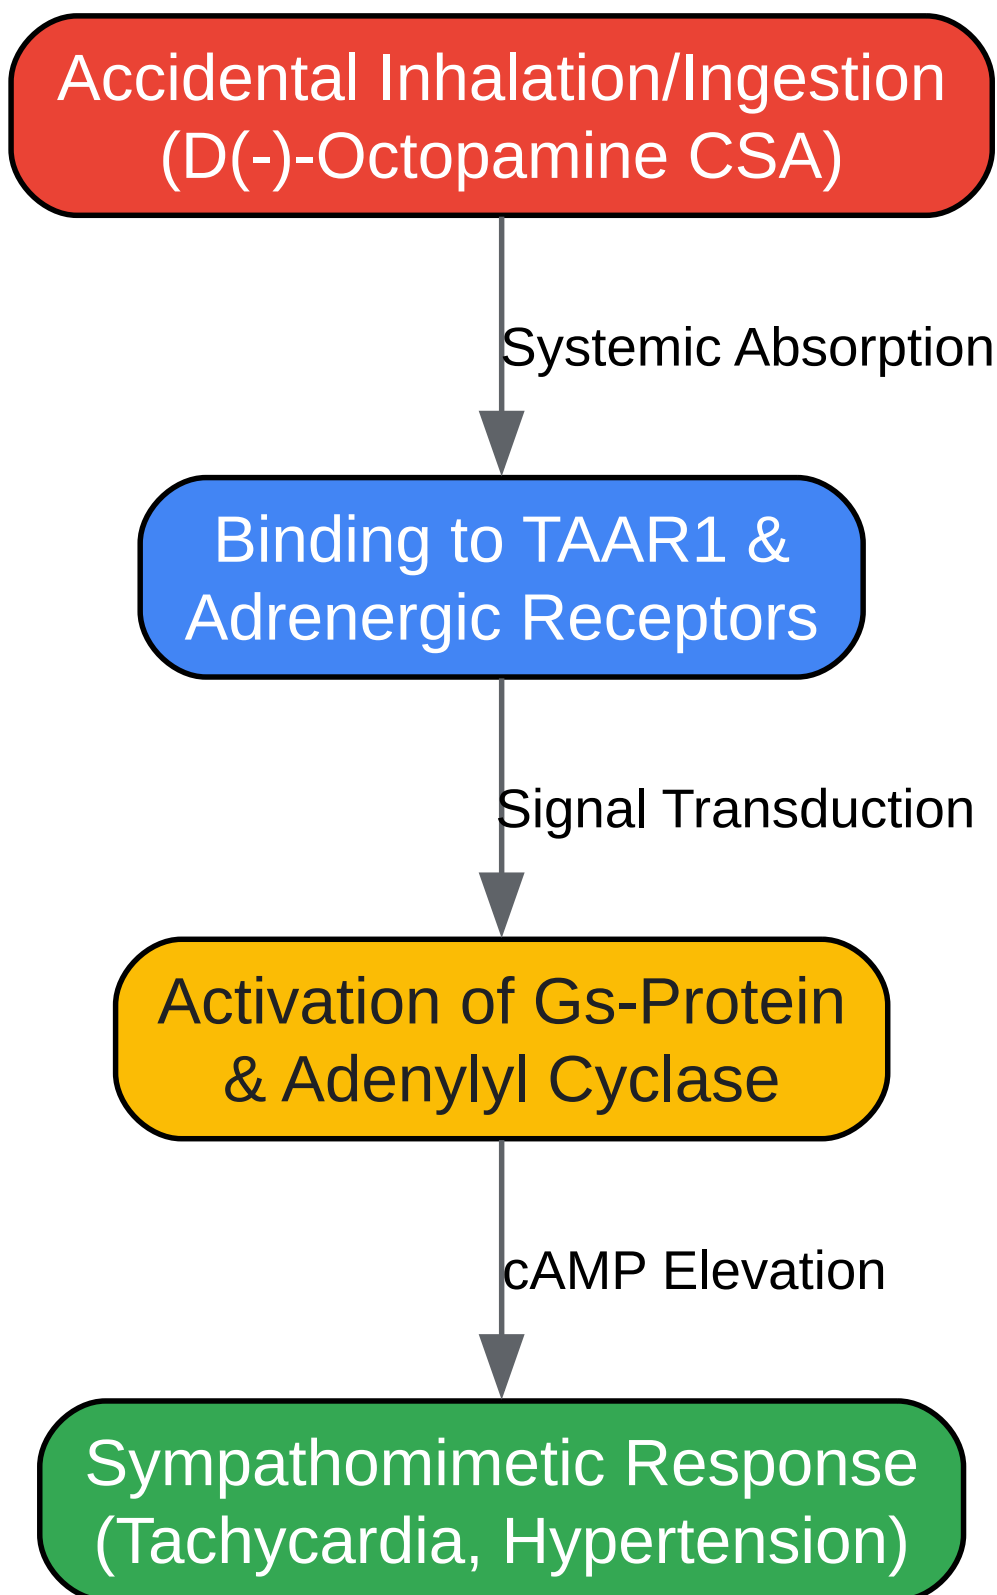 Accidental Inhalation/Ingestion
(D(-)-Octopamine CSA)
Systemic Absorption
Binding to TAAR1 &
Adrenergic Receptors
Signal Transduction
Activation of Gs-Protein
& Adenylyl Cyclase
cAMP Elevation
Sympathomimetic Response
(Tachycardia, Hypertension)